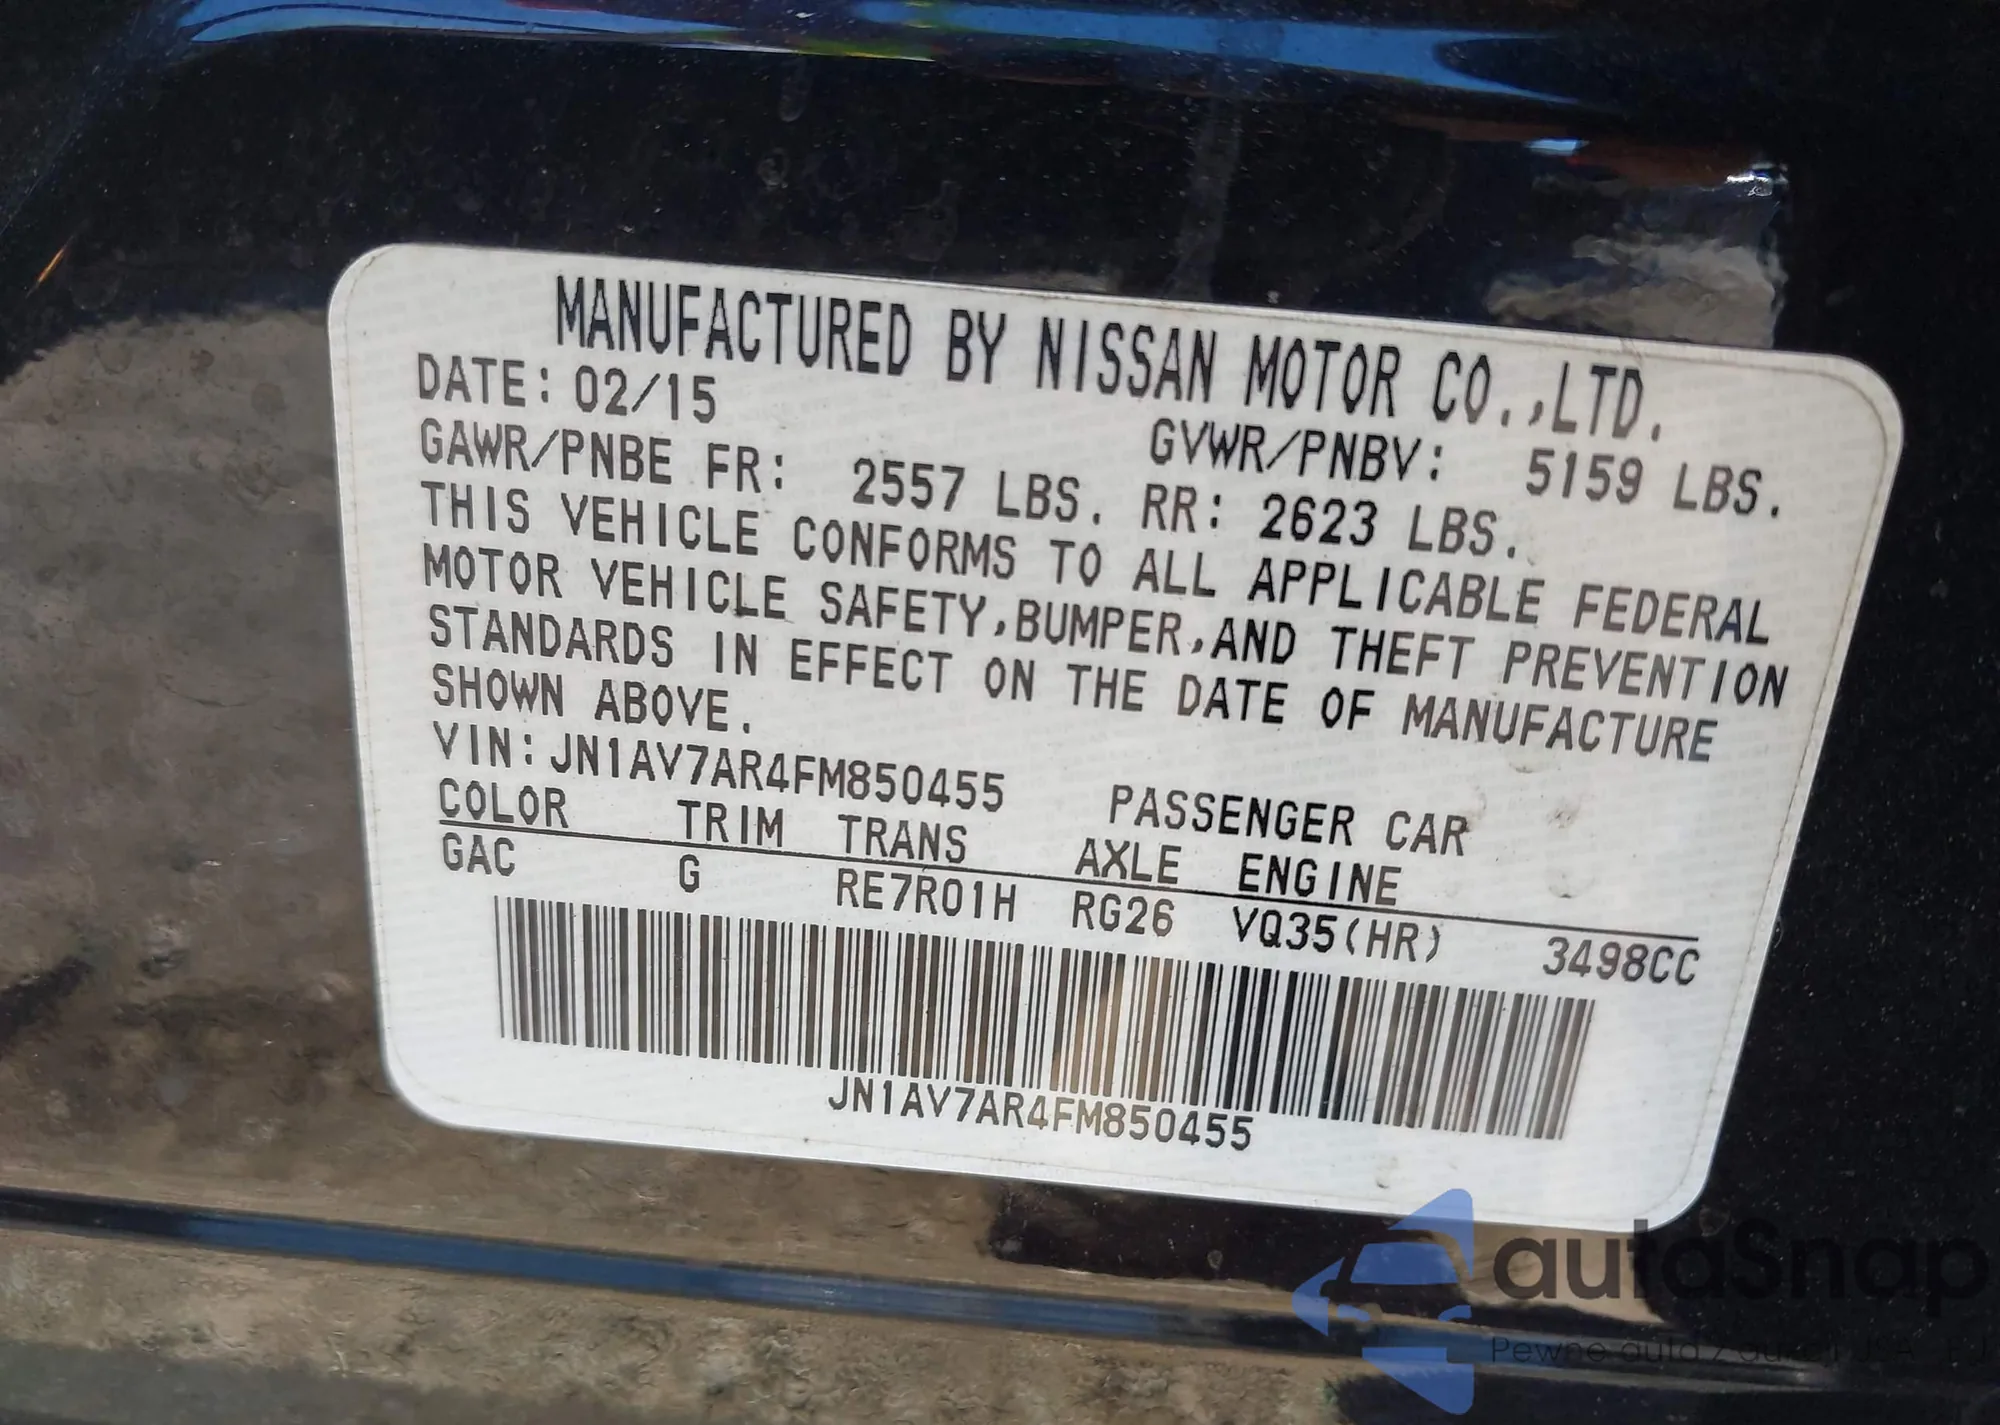 MANUFACTURED BY NISSAN MOTOR CO.,LTD.
DATE: 02/15
GVWR/PNBV: 5159 LBS.
GAWR/PNBE FR: 2557 LBS. RR: 2623 LBS.
THIS VEHICLE CONFORMS TO ALL APPLICABLE FEDERAL
MOTOR VEHICLE SAFETY,BUMPER,AND THEFT PREVENTION
STANDARDS IN EFFECT ON THE DATE OF MANUFACTURE
SHOWN ABOVE.
VIN:JN1AV7AR4FM850455 PASSENGER CAR
COLOR TRIM TRANS AXLE ENGINE
GAC G RE7R01H RG26 VQ35(HR) 3498CC
JN1AV7AR4FM850455
autaSnap
Pewne auta z